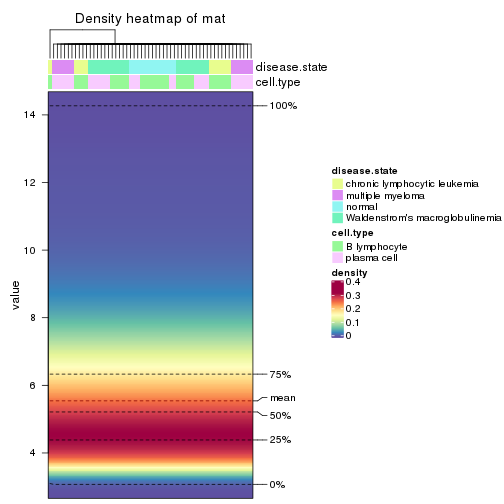 Density heatmap of mat
disease.state
cell.type
100%
14
12
10
8
6
4
value
75%
mean
50%
25%
0%
disease.state
chronic lymphocytic leukemia
multiple myeloma
normal
Waldenstrom's macroglobulinemia
cell.type
B lymphocyte
plasma cell
density
0.4
0.3
0.2
0.1
0